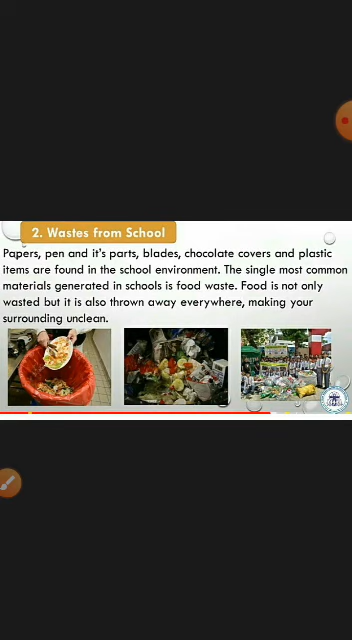 2. Wastes from School
Papers, pen and it's parts, blades, chocolate covers and plastic
items are found in the school environment. The single most common
materials generated in schools is food waste. Food is not only
wasted but it is also thrown away everywhere, making your
surrounding unclean.